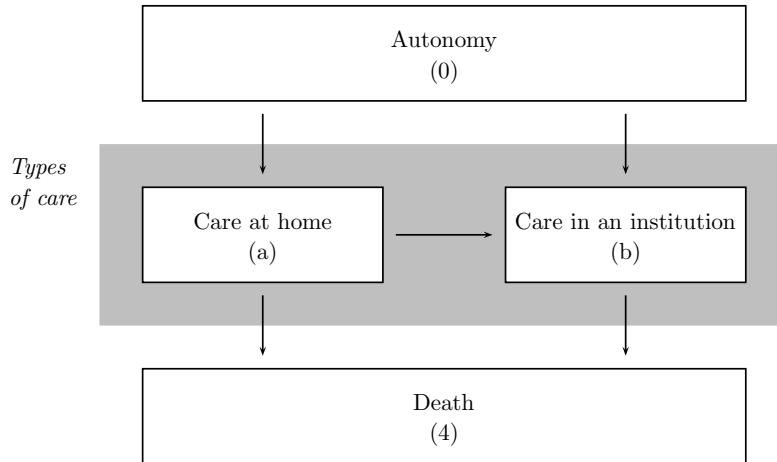 Autonomy
(0)
Types
of care
Care at home
(a)
Care in an institution
(b)
Death
(4)